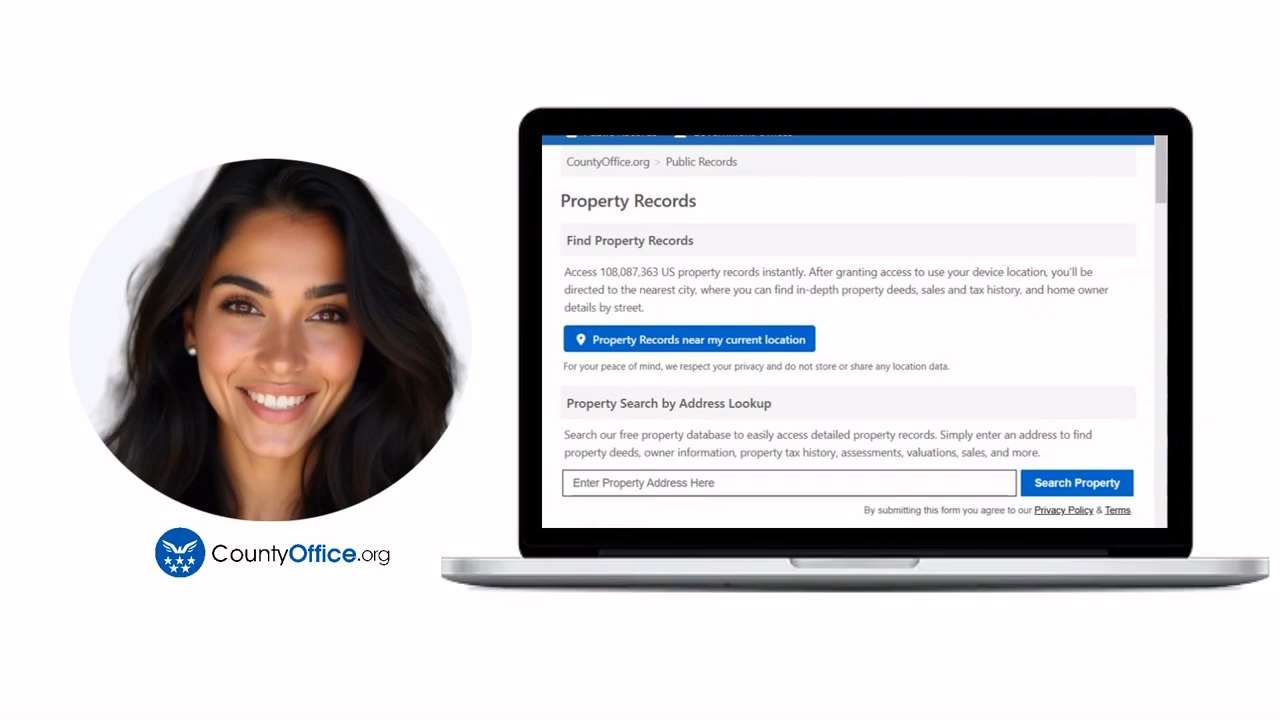 CountyOffice.org > Public Records
Property Records
Find Property Records
Access 108,087,363 US property records instantly. After granting access to use your device location, you'll be
directed to the nearest city, where you can find in-depth property deeds, sales and tax history, and home owner
details by street.
Property Records near my current location
For your peace of mind, we respect your privacy and do not store or share any location data.
Property Search by Address Lookup
Search our free property database to easily access detailed property records. Simply enter an address to find
property deeds, owner information, property tax history, assessments, valuations, sales, and more.
Enter Property Address Here
Search Property
By submitting this form you agree to our Privacy Policy & Terms.
CountyOffice.org